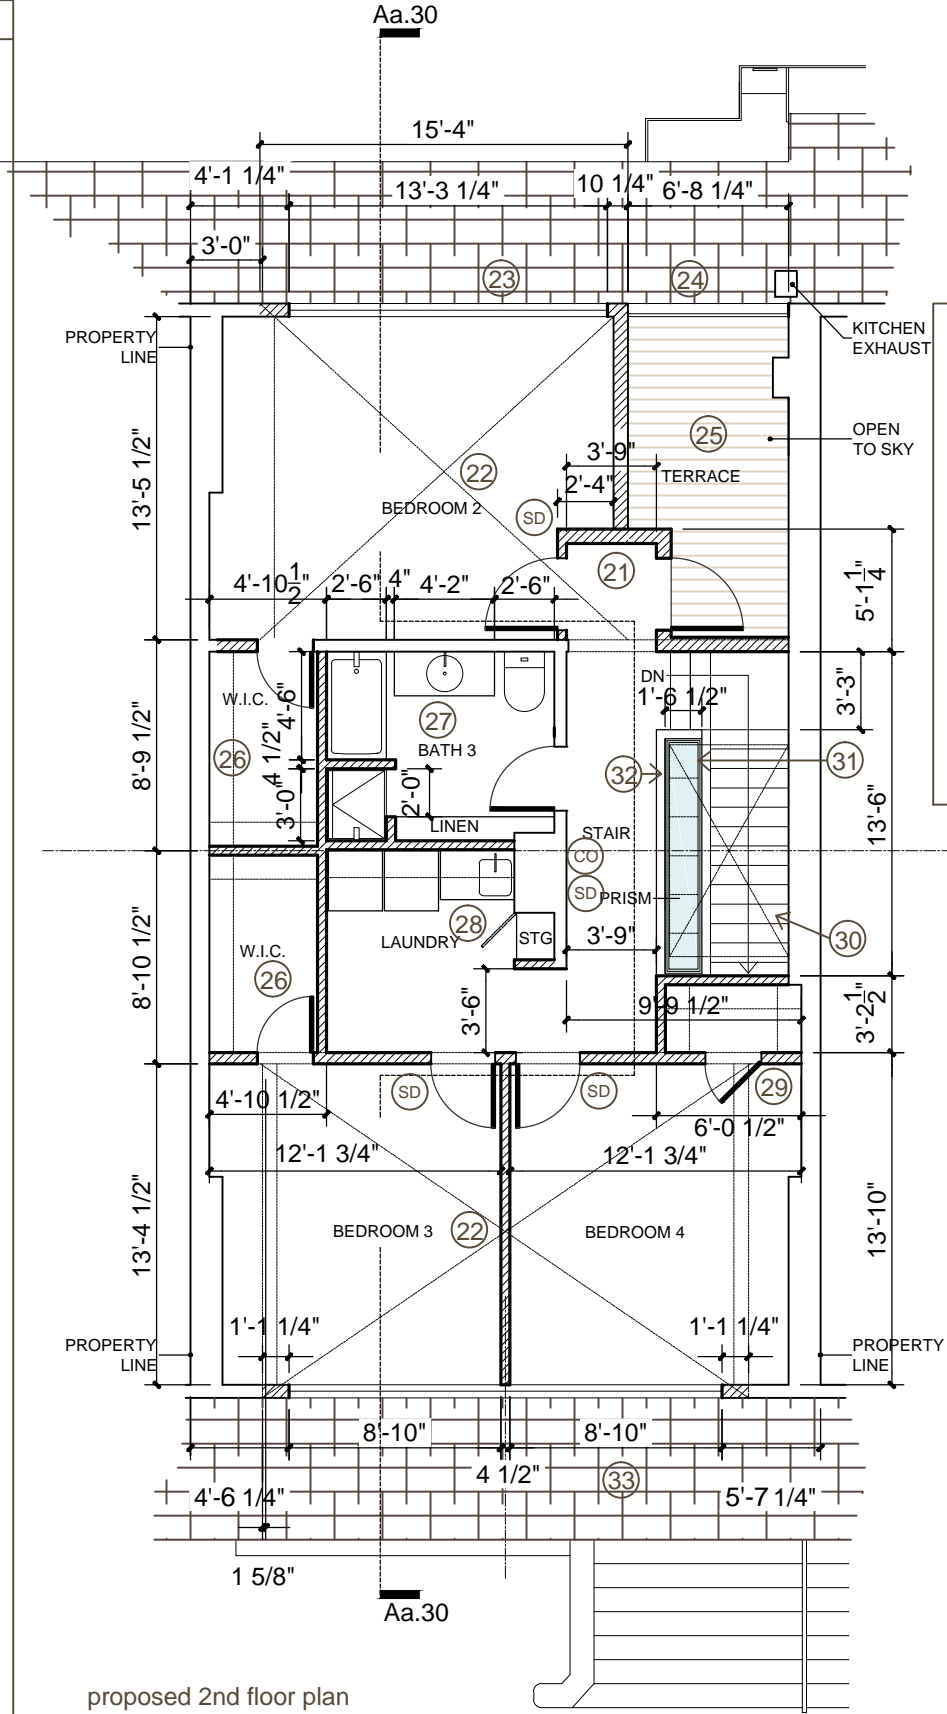 Aa.30
15'-4"
4'-1 1/4"
13'-3 1/4"
10 1/4"
6'-8 1/4"
3'-0"
23
24
PROPERTY
LINE
KITCHEN
EXHAUST
13'-5 1/2"
25
OPEN
TO SKY
3'-9"
22
TERRACE
2'-4"
BEDROOM 2
SD
21
4'-10 1/2"
2'-6"
4"
4'-2"
2'-6"
5'-1 1/4
DN
1'-6 1/2"
3'-3"
W.I.C.
4'-6"
27
BATH 3
8'-9 1/2"
26
4 1/2"
32
31
3'-0"
2'-0"
LINEN
STAIR
13'-6"
CO
SD
PRISM
28
LAUNDRY
STG
3'-9"
30
W.I.C.
26
8'-10 1/2"
3'-6"
9'-9 1/2"
3'-2 1/2
SD
SD
29
4'-10 1/2"
6'-0 1/2"
12'-1 3/4"
12'-1 3/4"
13'-4 1/2"
BEDROOM 3
22
BEDROOM 4
13'-10"
1'-1 1/4"
1'-1 1/4"
PROPERTY
LINE
PROPERTY
LINE
8'-10"
8'-10"
4 1/2"
33
4'-6 1/4"
5'-7 1/4"
1 5/8"
Aa.30
proposed 2nd floor plan